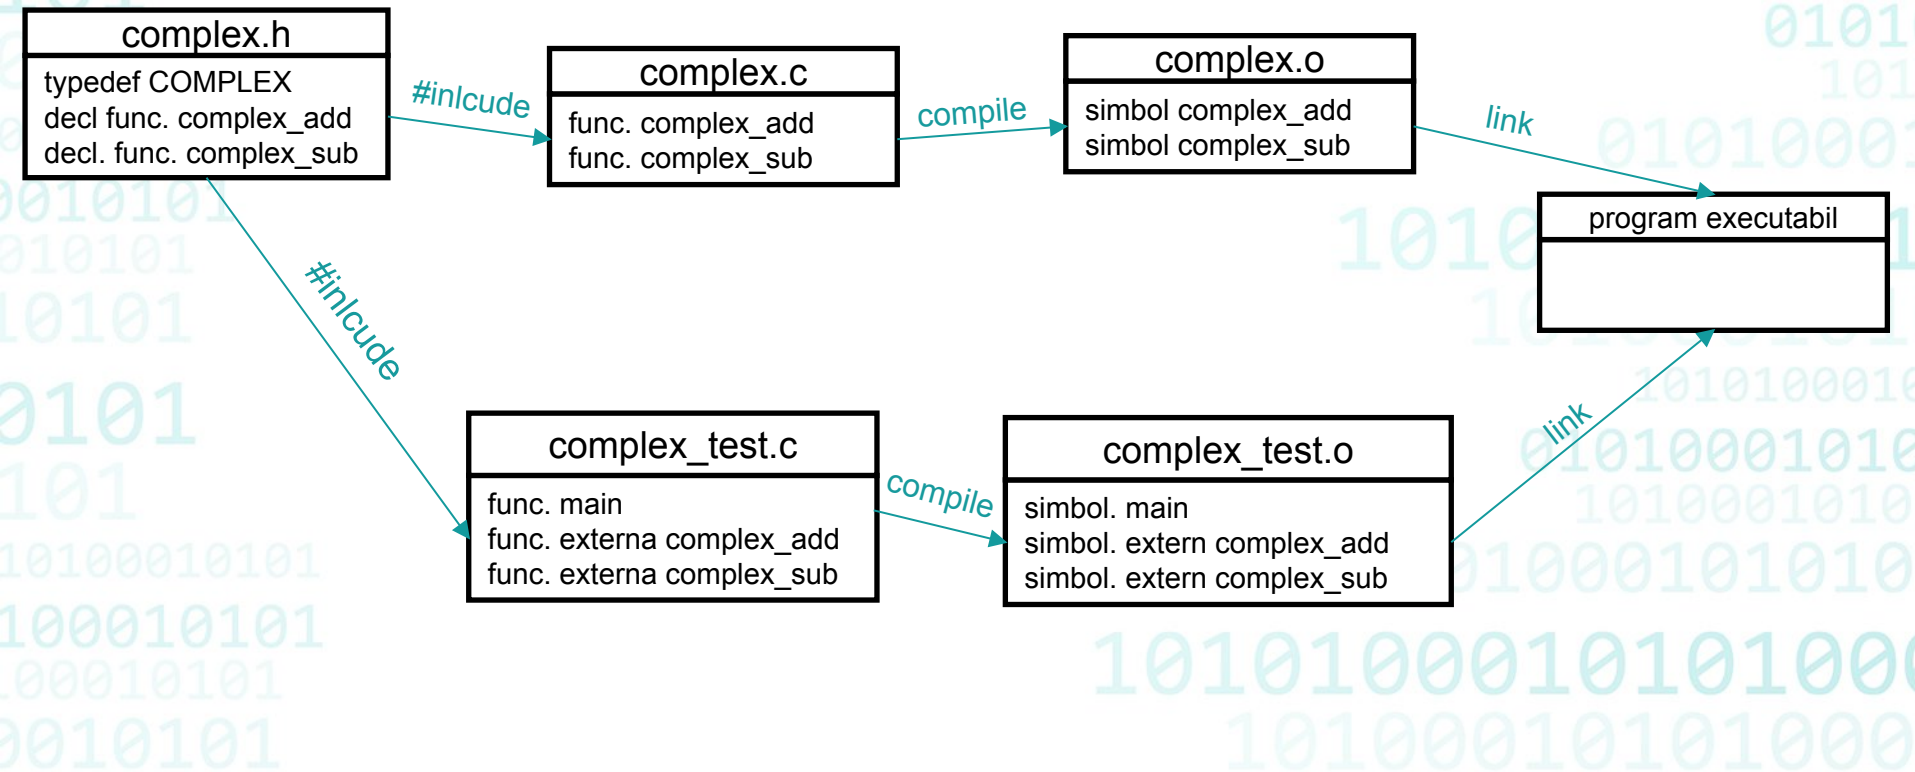 complex.h
typedef COMPLEX
decl func. complex_add
decl. func. complex_sub
#inlcude
complex.c
func. complex_add
func. complex_sub
compile
complex.o
simbol complex_add
simbol complex_sub
link
program executabil
#inlcude
complex_test.c
func. main
func. externa complex_add
func. externa complex_sub
compile
complex_test.o
simbol. main
simbol. extern complex_add
simbol. extern complex_sub
link